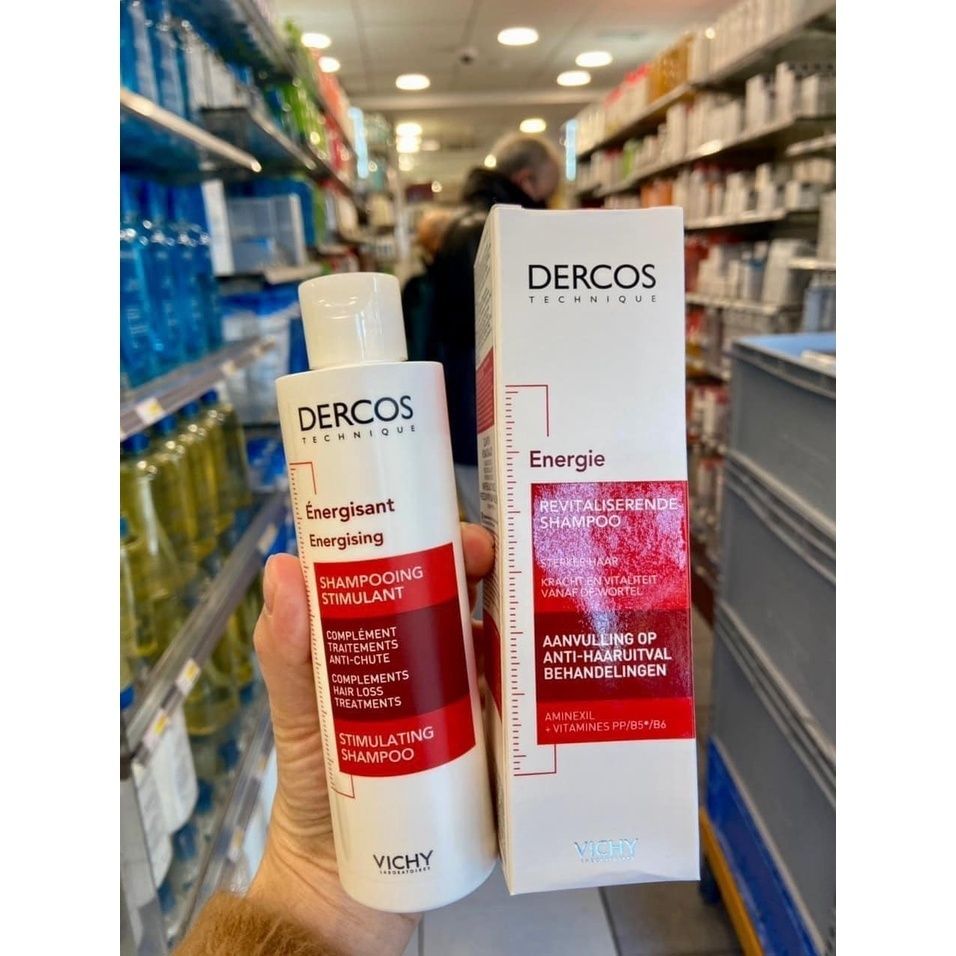 DERCOS
TECHNIQUE
Énergisant
Energising
SHAMPOOING
STIMULANT
COMPLÉMENT
TRAITEMENTS
ANTI-CHUTE
COMPLEMENTS
HAIR LOSS
TREATMENTS
STIMULATING
SHAMPOO
VICHY
LABORATOIRES
DERCOS
TECHNIQUE
Energie
REVITALISERENDE
SHAMPOO
STERKER HAAR
KRACHT EN VITALITEIT
VANAF DE WORTEL
AANVULLING OP
ANTI-HAARUITVAL
BEHANDELINGEN
AMINEXIL
+ VITAMINES PP/B5*/B6
VICHY
LABORATOIRES